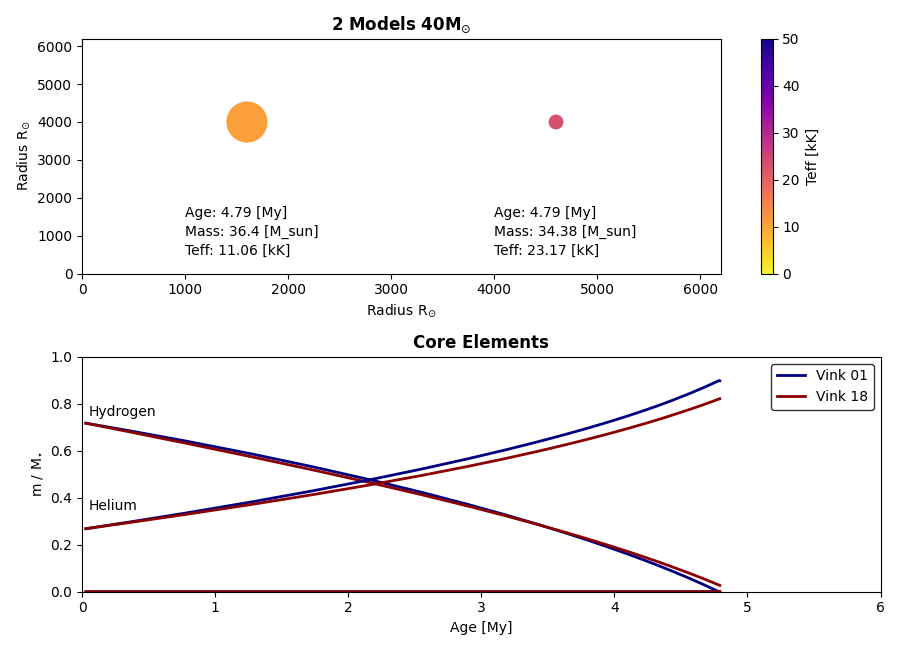 2 Models 40M⊙
6000
5000
4000
3000
2000
1000
0
Radius R⊙
Age: 4.79 [My]
Mass: 36.4 [M_sun]
Teff: 11.06 [kK]
Age: 4.79 [My]
Mass: 34.38 [M_sun]
Teff: 23.17 [kK]
0 1000 2000 3000 4000 5000 6000
Radius R⊙
50
40
30
20
10
0
Teff [kK]
Core Elements
1.0
0.8
0.6
0.4
0.2
0.0
m / M⋆
Hydrogen
Helium
Vink 01
Vink 18
0 1 2 3 4 5 6
Age [My]